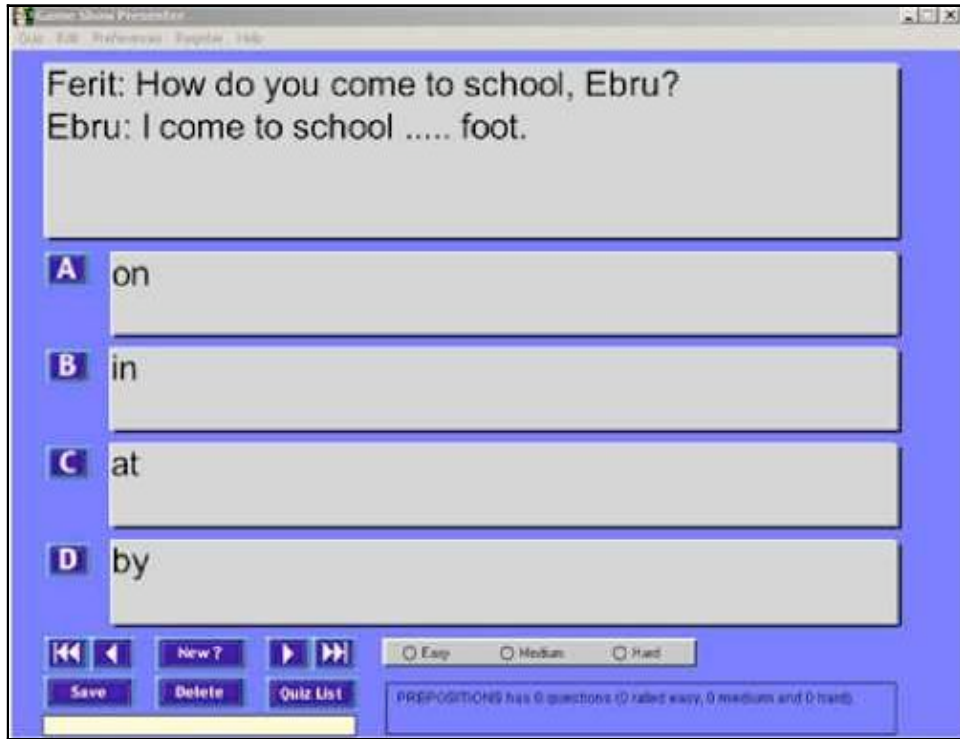 Game Show Presenter
Quiz Edit Preferences Register Help
Ferit: How do you come to school, Ebru?
Ebru: I come to school ..... foot.
A on
B in
C at
D by
New ?
Easy Medium Hard
Save Delete Quiz List
PREPOSITIONS has 0 questions (0 rated easy, 0 medium and 0 hard).